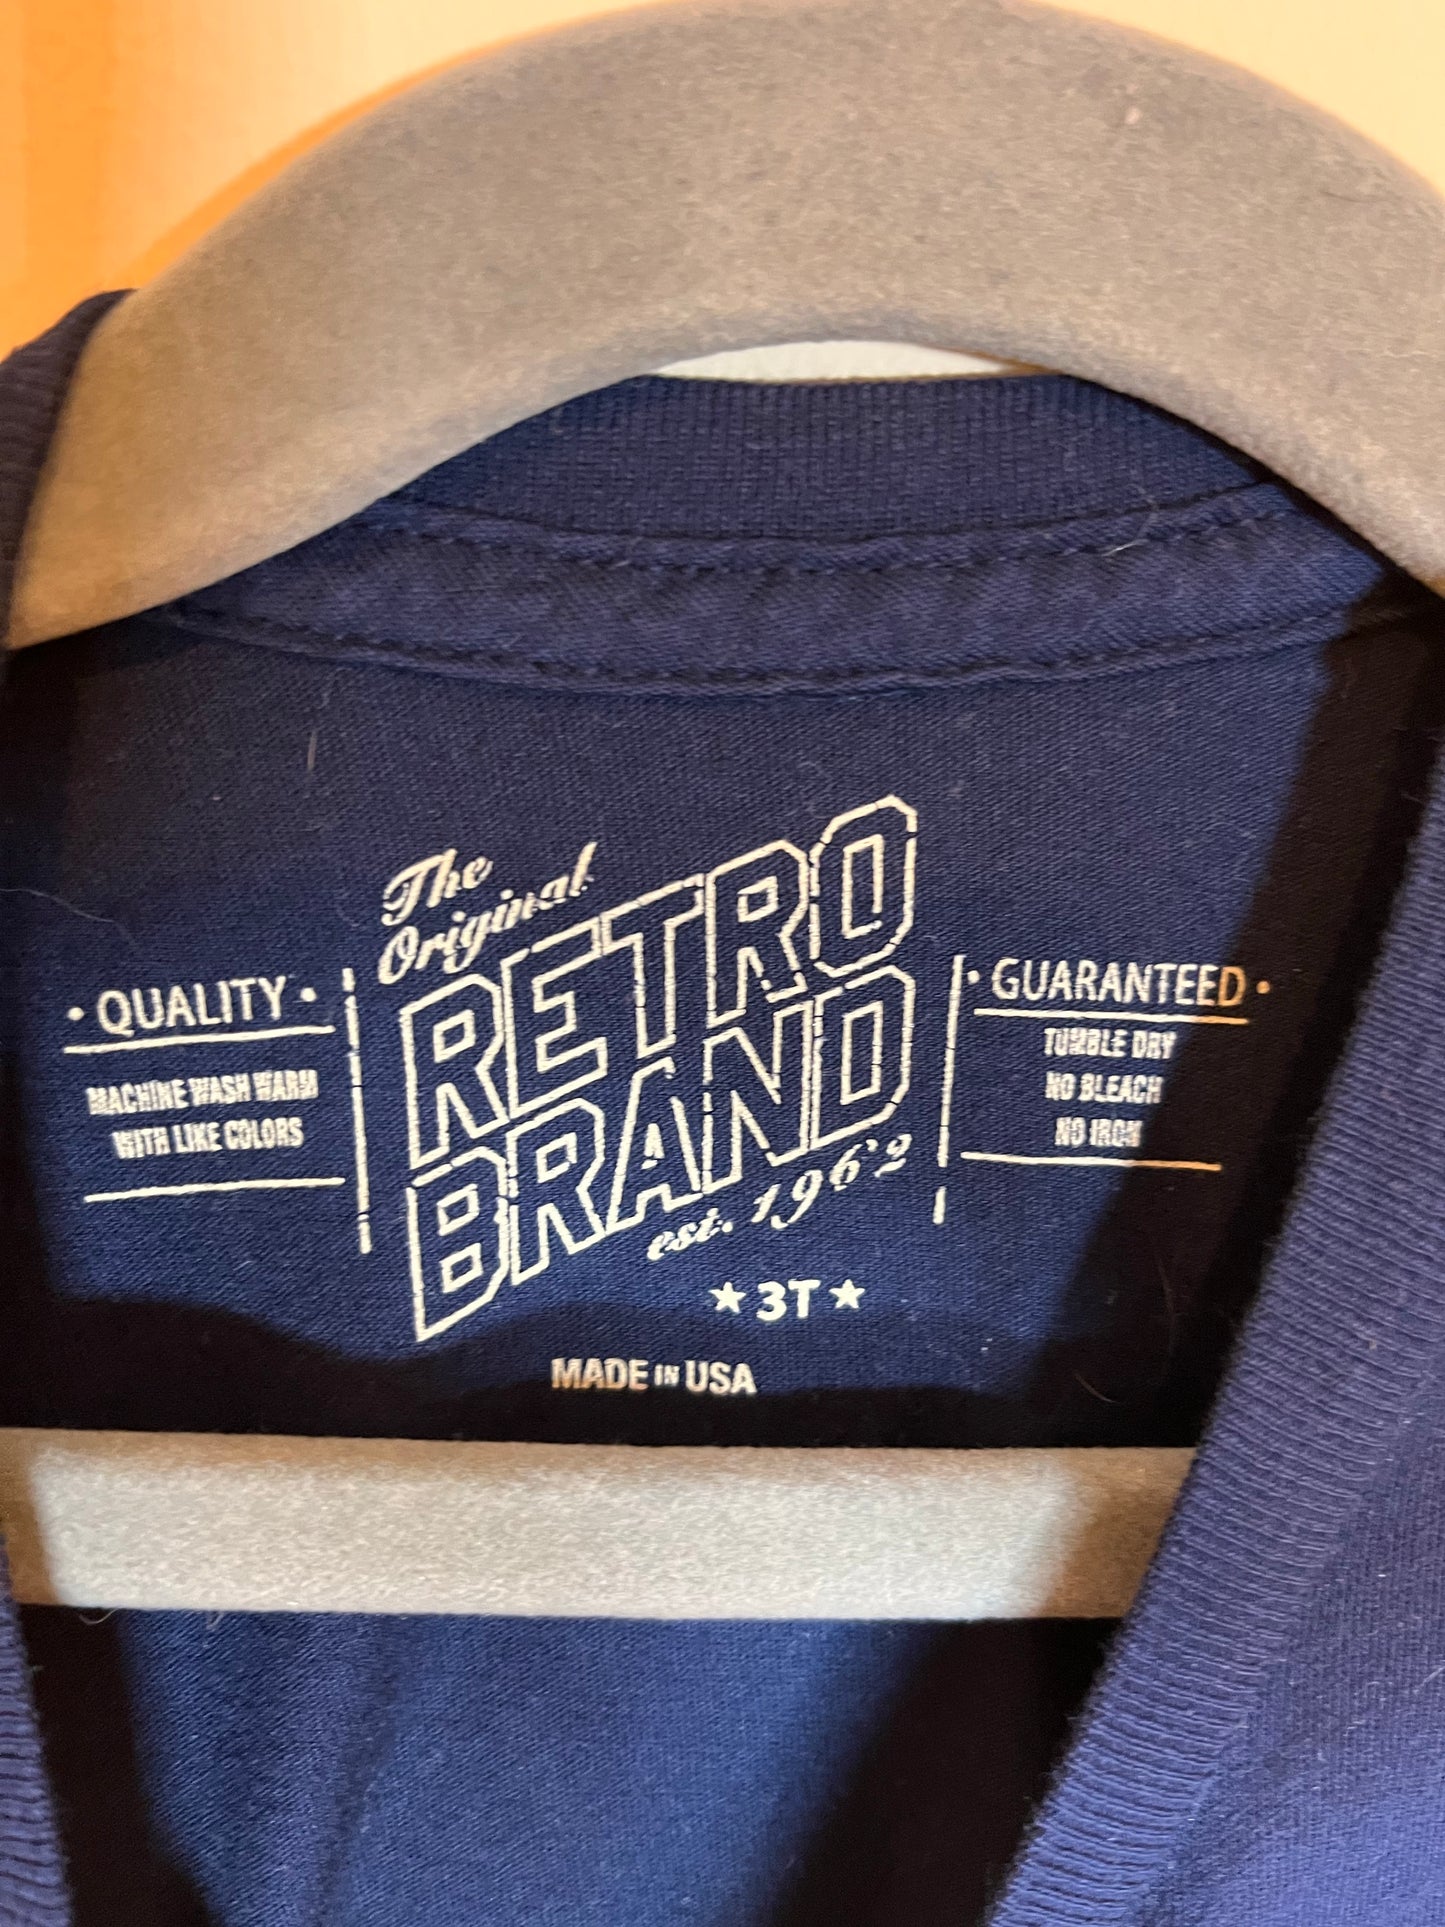 The
Original
RETRO
BRAND
est. 1962
★ 3T ★
MADE IN USA
· QUALITY ·
MACHINE WASH WARM
WITH LIKE COLORS
· GUARANTEED ·
TUMBLE DRY
NO BLEACH
NO IRON